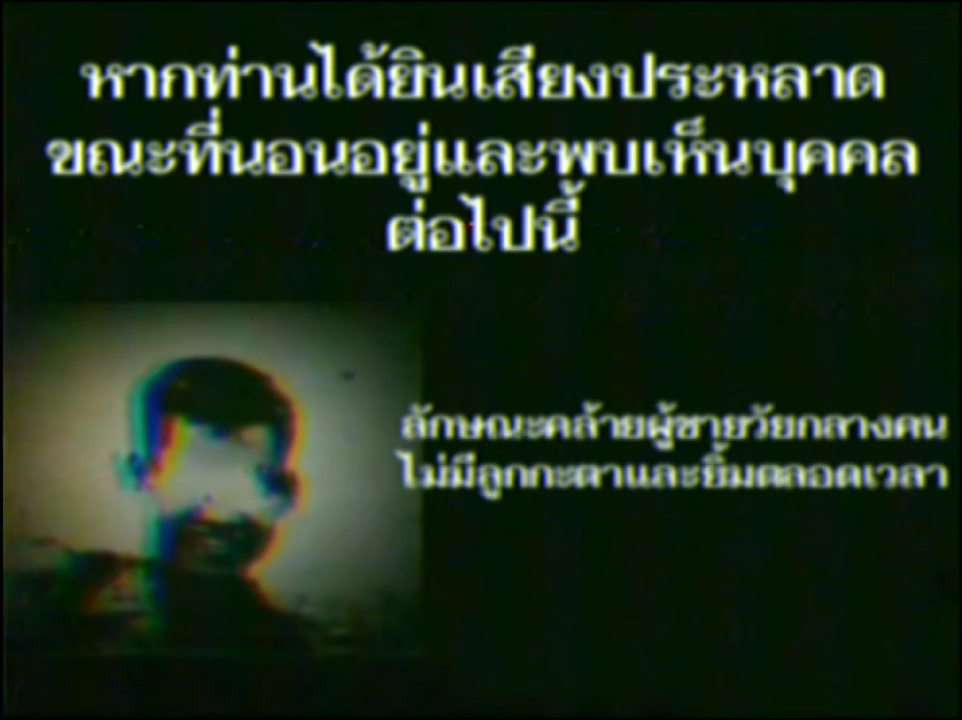 หากท่านได้ยินเสียงประหลาด
ขณะที่นอนอยู่และพบเห็นบุคคล
ต่อไปนี้
ลักษณะคล้ายผู้ชายวัยกลางคน
ไม่มีลูกกะตาและยิ้มตลอดเวลา